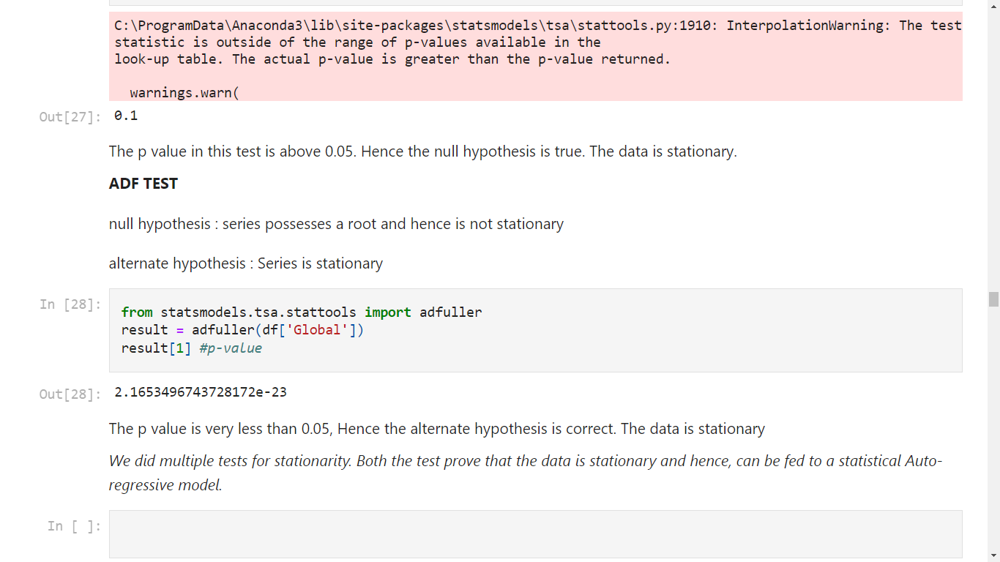 C:\ProgramData\Anaconda3\lib\site-packages\statsmodels\tsa\stattools.py:1910: InterpolationWarning: The test
statistic is outside of the range of p-values available in the
look-up table. The actual p-value is greater than the p-value returned.
warnings.warn(
Out[27]: 0.1
The p value in this test is above 0.05. Hence the null hypothesis is true. The data is stationary.
ADF TEST
null hypothesis : series possesses a root and hence is not stationary
alternate hypothesis : Series is stationary
In [28]: from statsmodels.tsa.stattools import adfuller
result = adfuller(df['Global'])
result[1] #p-value
Out[28]: 2.1653496743728172e-23
The p value is very less than 0.05, Hence the alternate hypothesis is correct. The data is stationary
We did multiple tests for stationarity. Both the test prove that the data is stationary and hence, can be fed to a statistical Auto-
regressive model.
In [ ]: